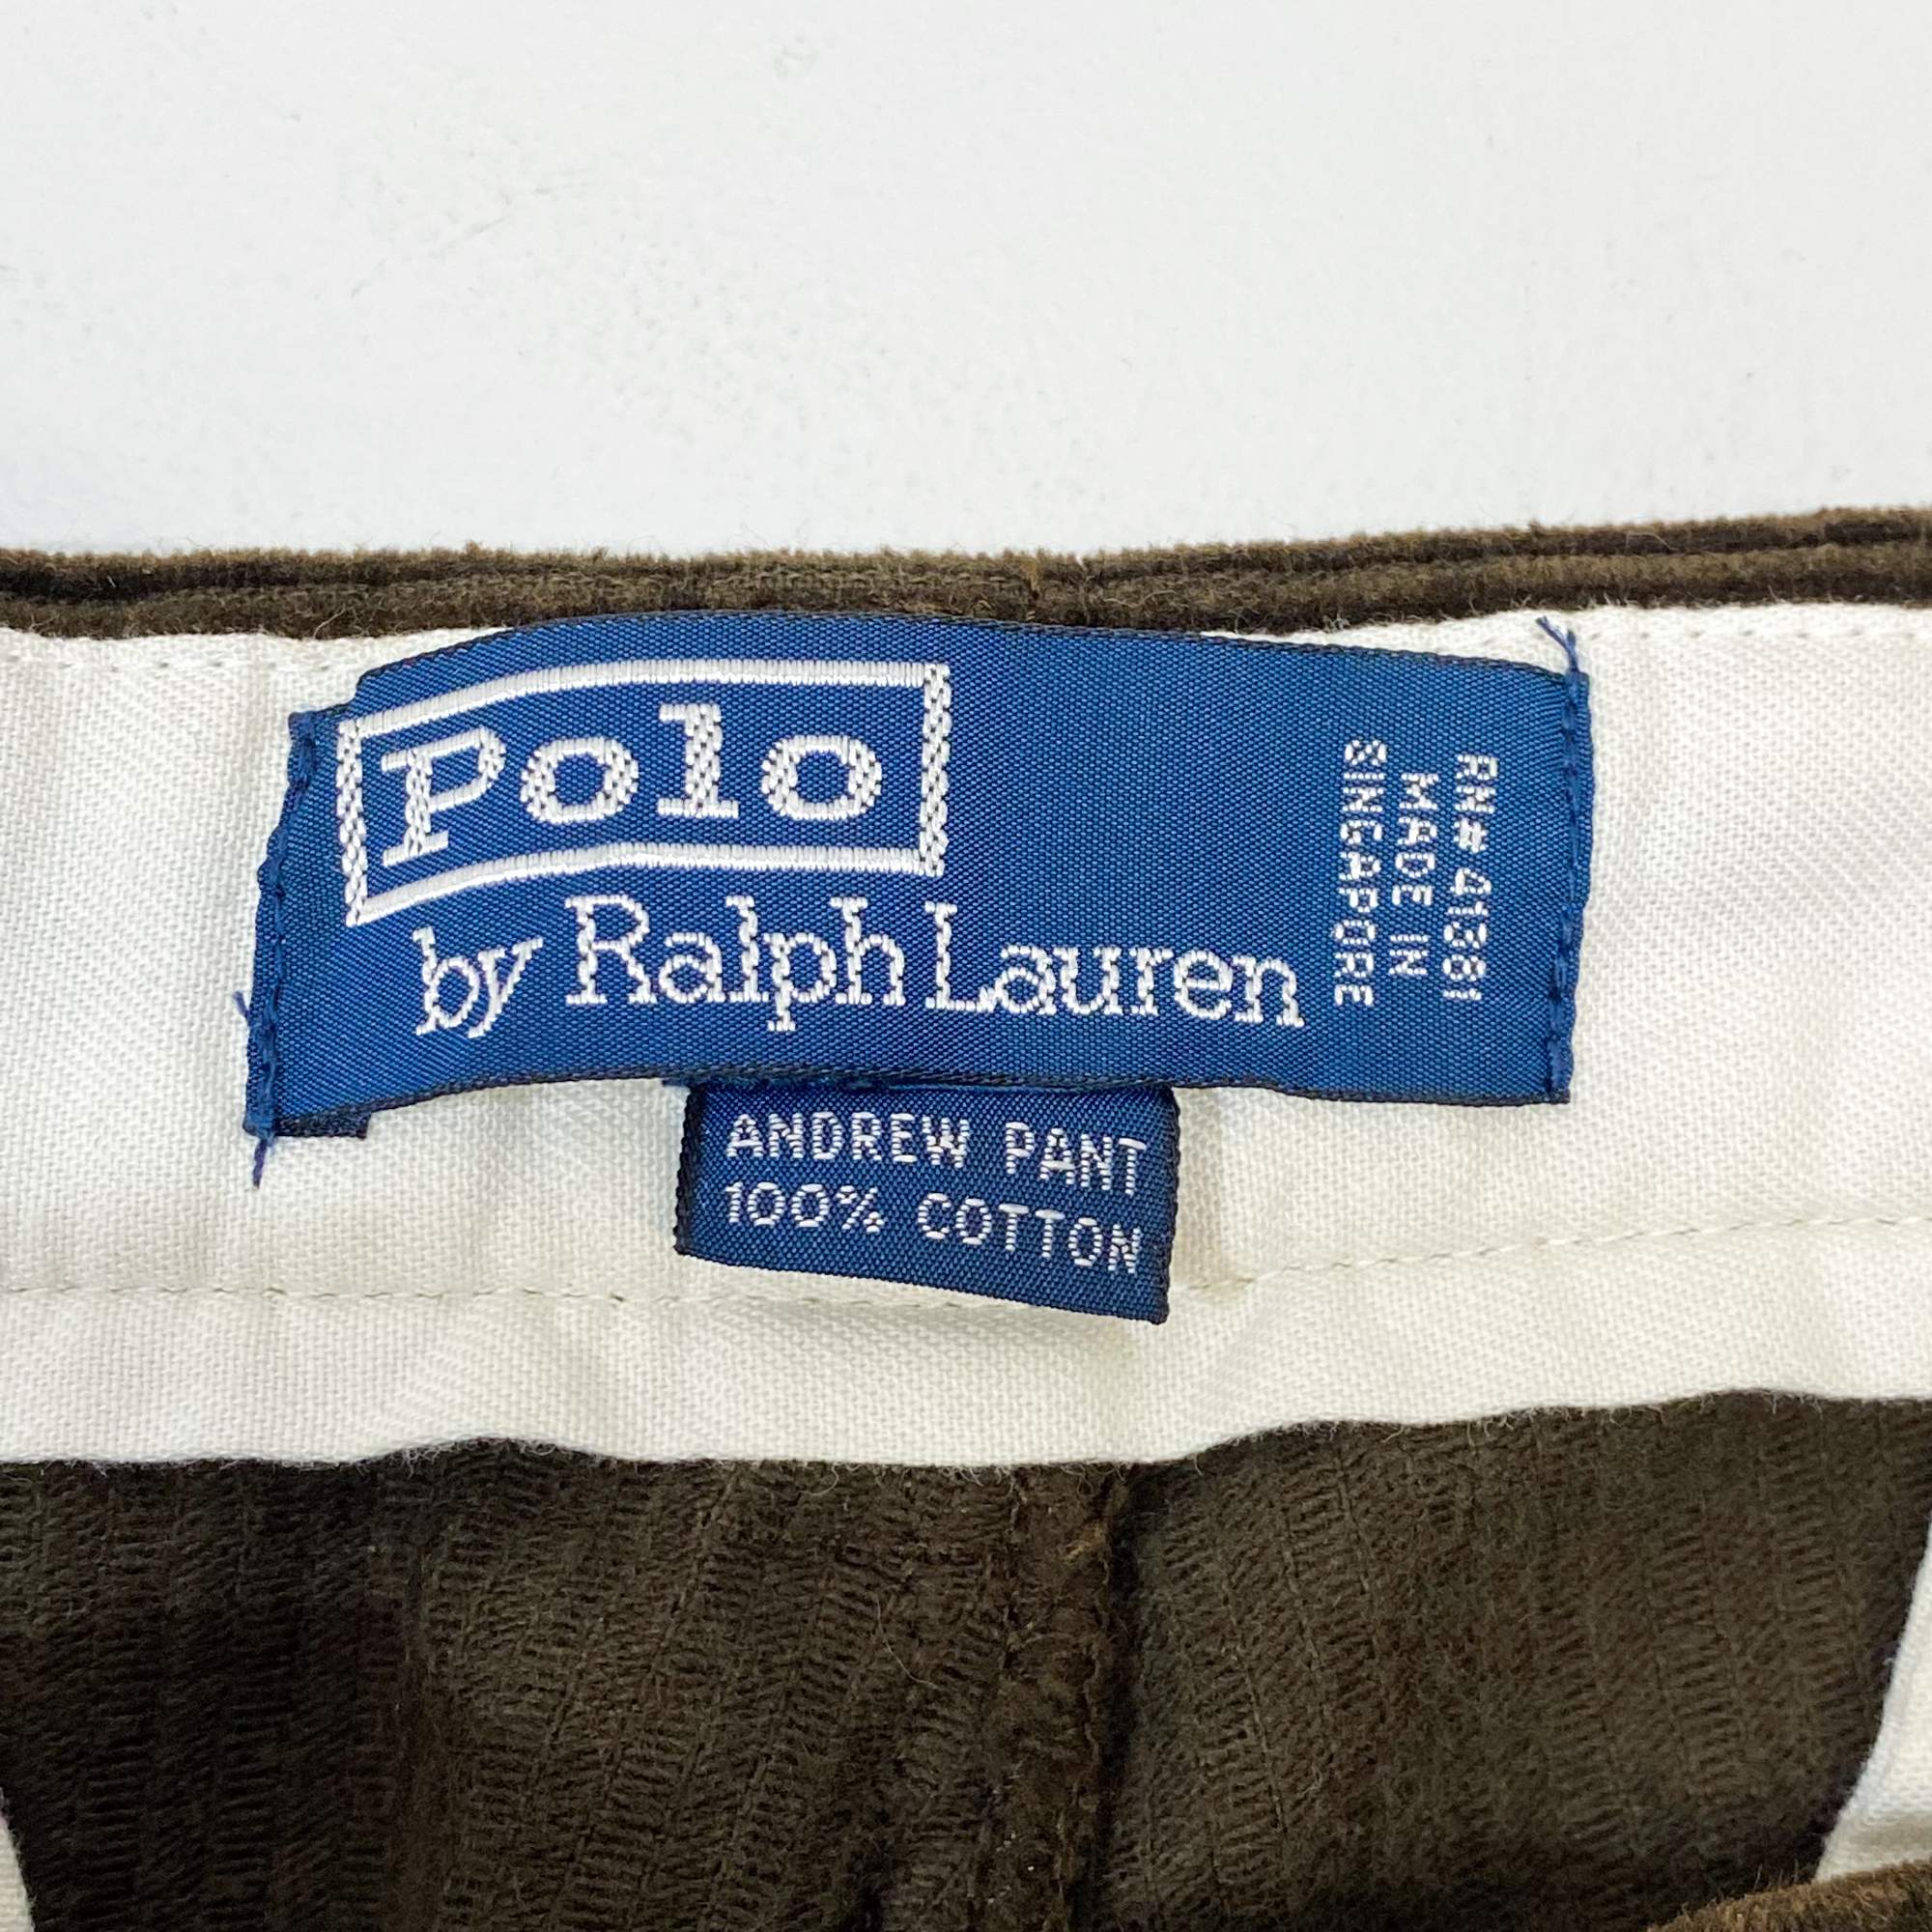 Polo
by Ralph Lauren
RN# 41381
MADE IN
SINGAPORE
ANDREW PANT
100% COTTON